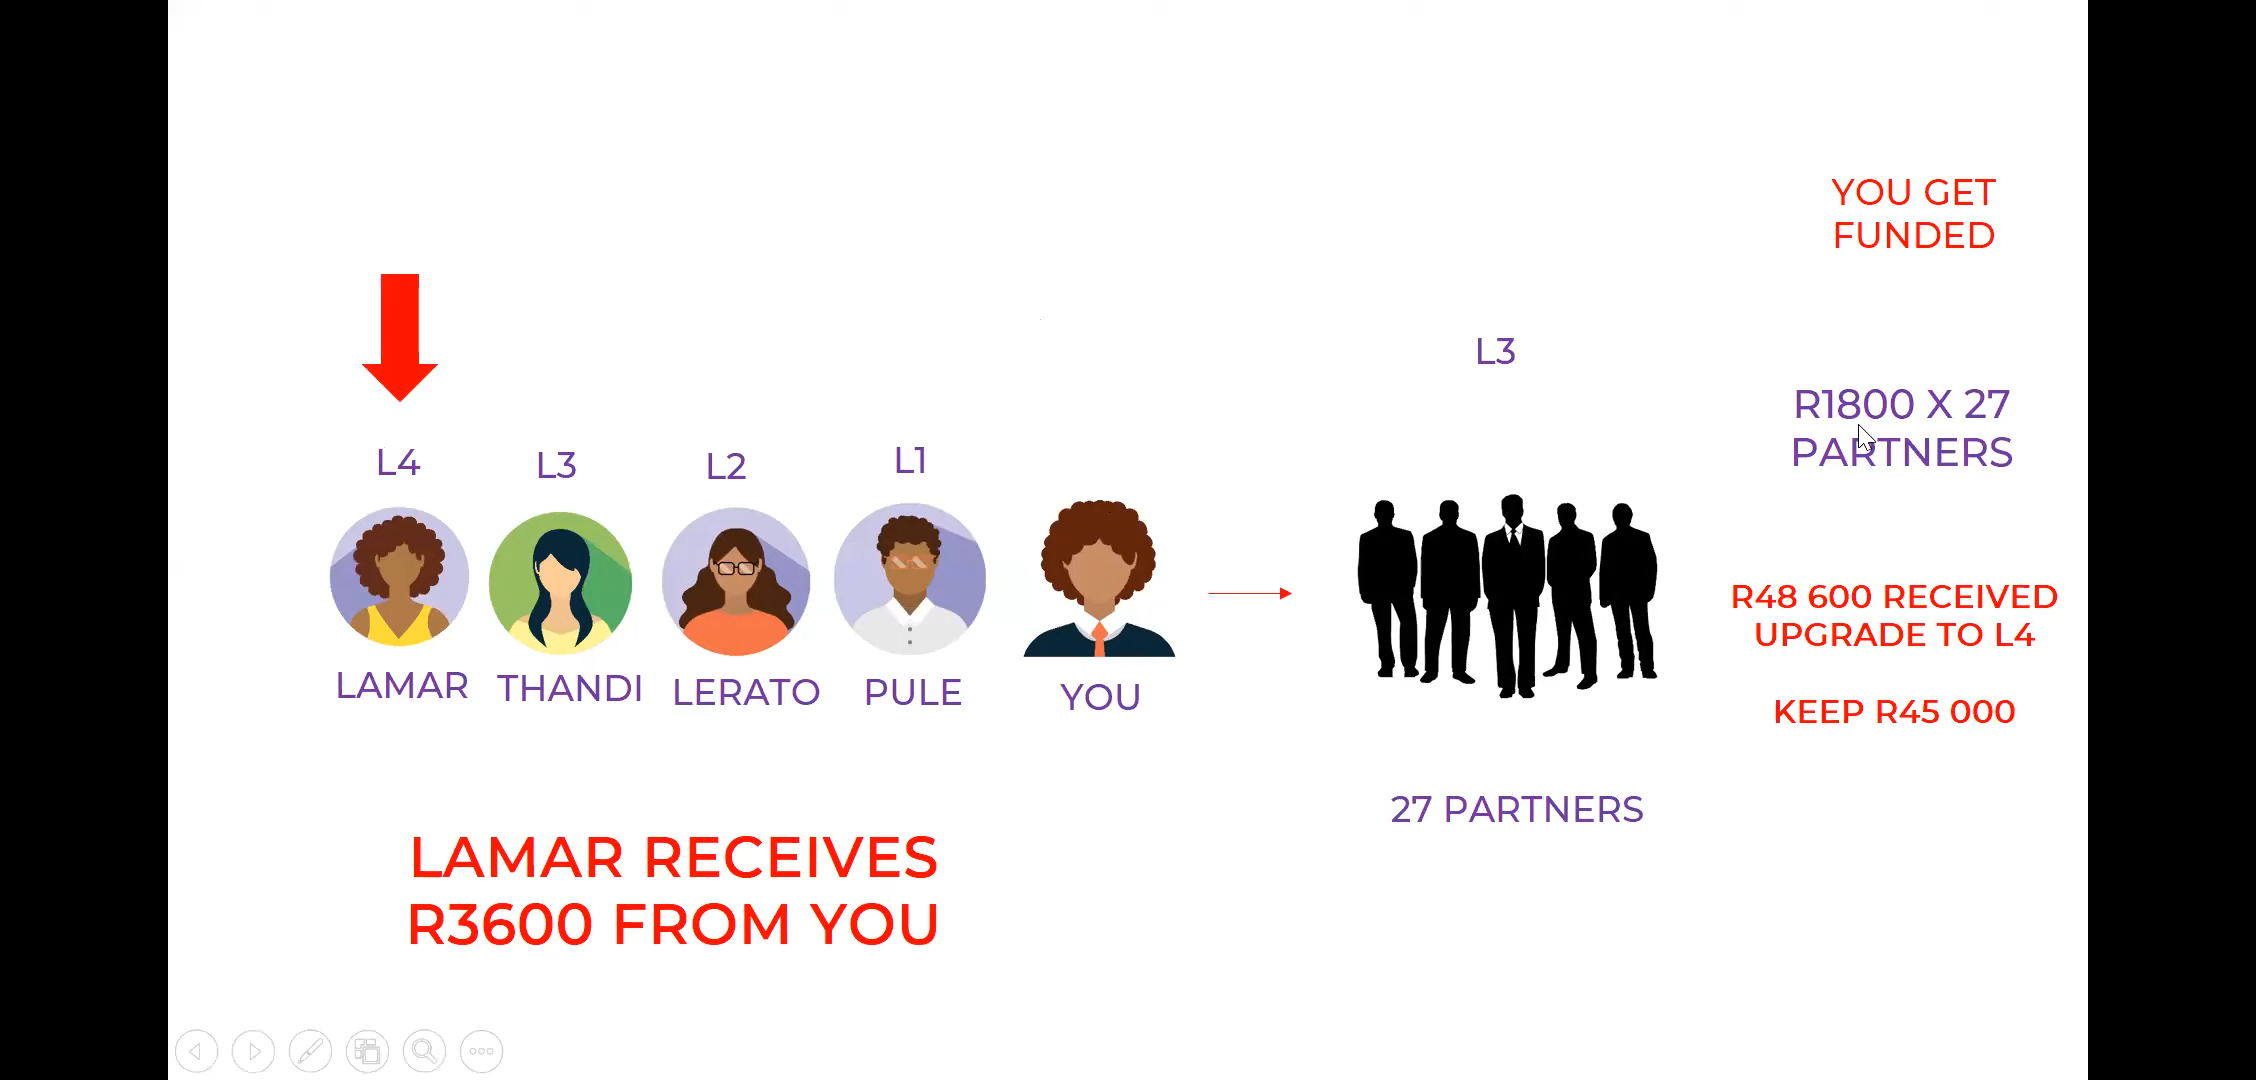 YOU GET
FUNDED
L3
R1800 X 27
PARTNERS
L4
L3
L2
L1
R48 600 RECEIVED
UPGRADE TO L4
KEEP R45 000
LAMAR
THANDI
LERATO
PULE
YOU
27 PARTNERS
LAMAR RECEIVES
R3600 FROM YOU